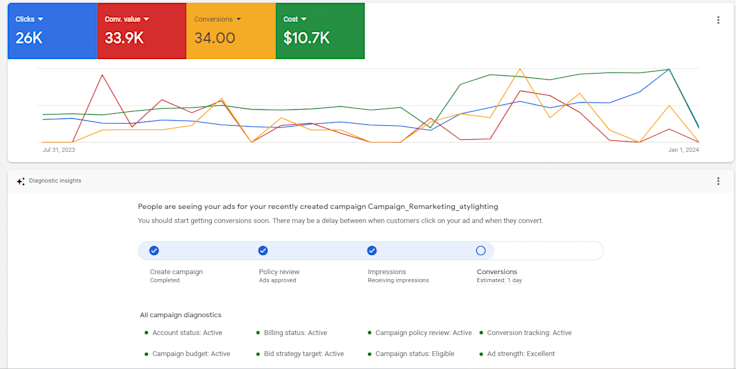 Clicks Conv. value Conversions Cost
26K 33.9K 34.00 $10.7K
Jul 31, 2023 Jan 1, 2024
Diagnostic insights
People are seeing your ads for your recently created campaign Campaign_Remarketing_atylighting
You should start getting conversions soon. There may be a delay between when customers click on your ad and when they convert.
Create campaign Policy review Impressions Conversions
Completed Ads approved Receiving impressions Estimated: 1 day
All campaign diagnostics
Account status: Active Billing status: Active Campaign policy review: Active Conversion tracking: Active
Campaign budget: Active Bid strategy target: Active Campaign status: Eligible Ad strength: Excellent